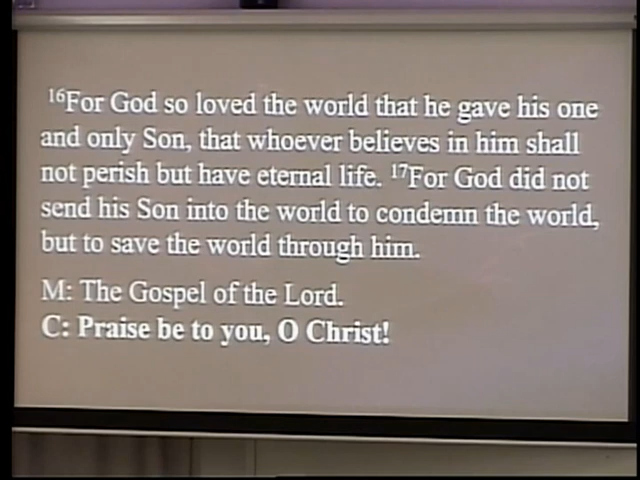 16For God so loved the world that he gave his one
and only Son, that whoever believes in him shall
not perish but have eternal life. 17For God did not
send his Son into the world to condemn the world,
but to save the world through him.
M: The Gospel of the Lord.
C: Praise be to you, O Christ!